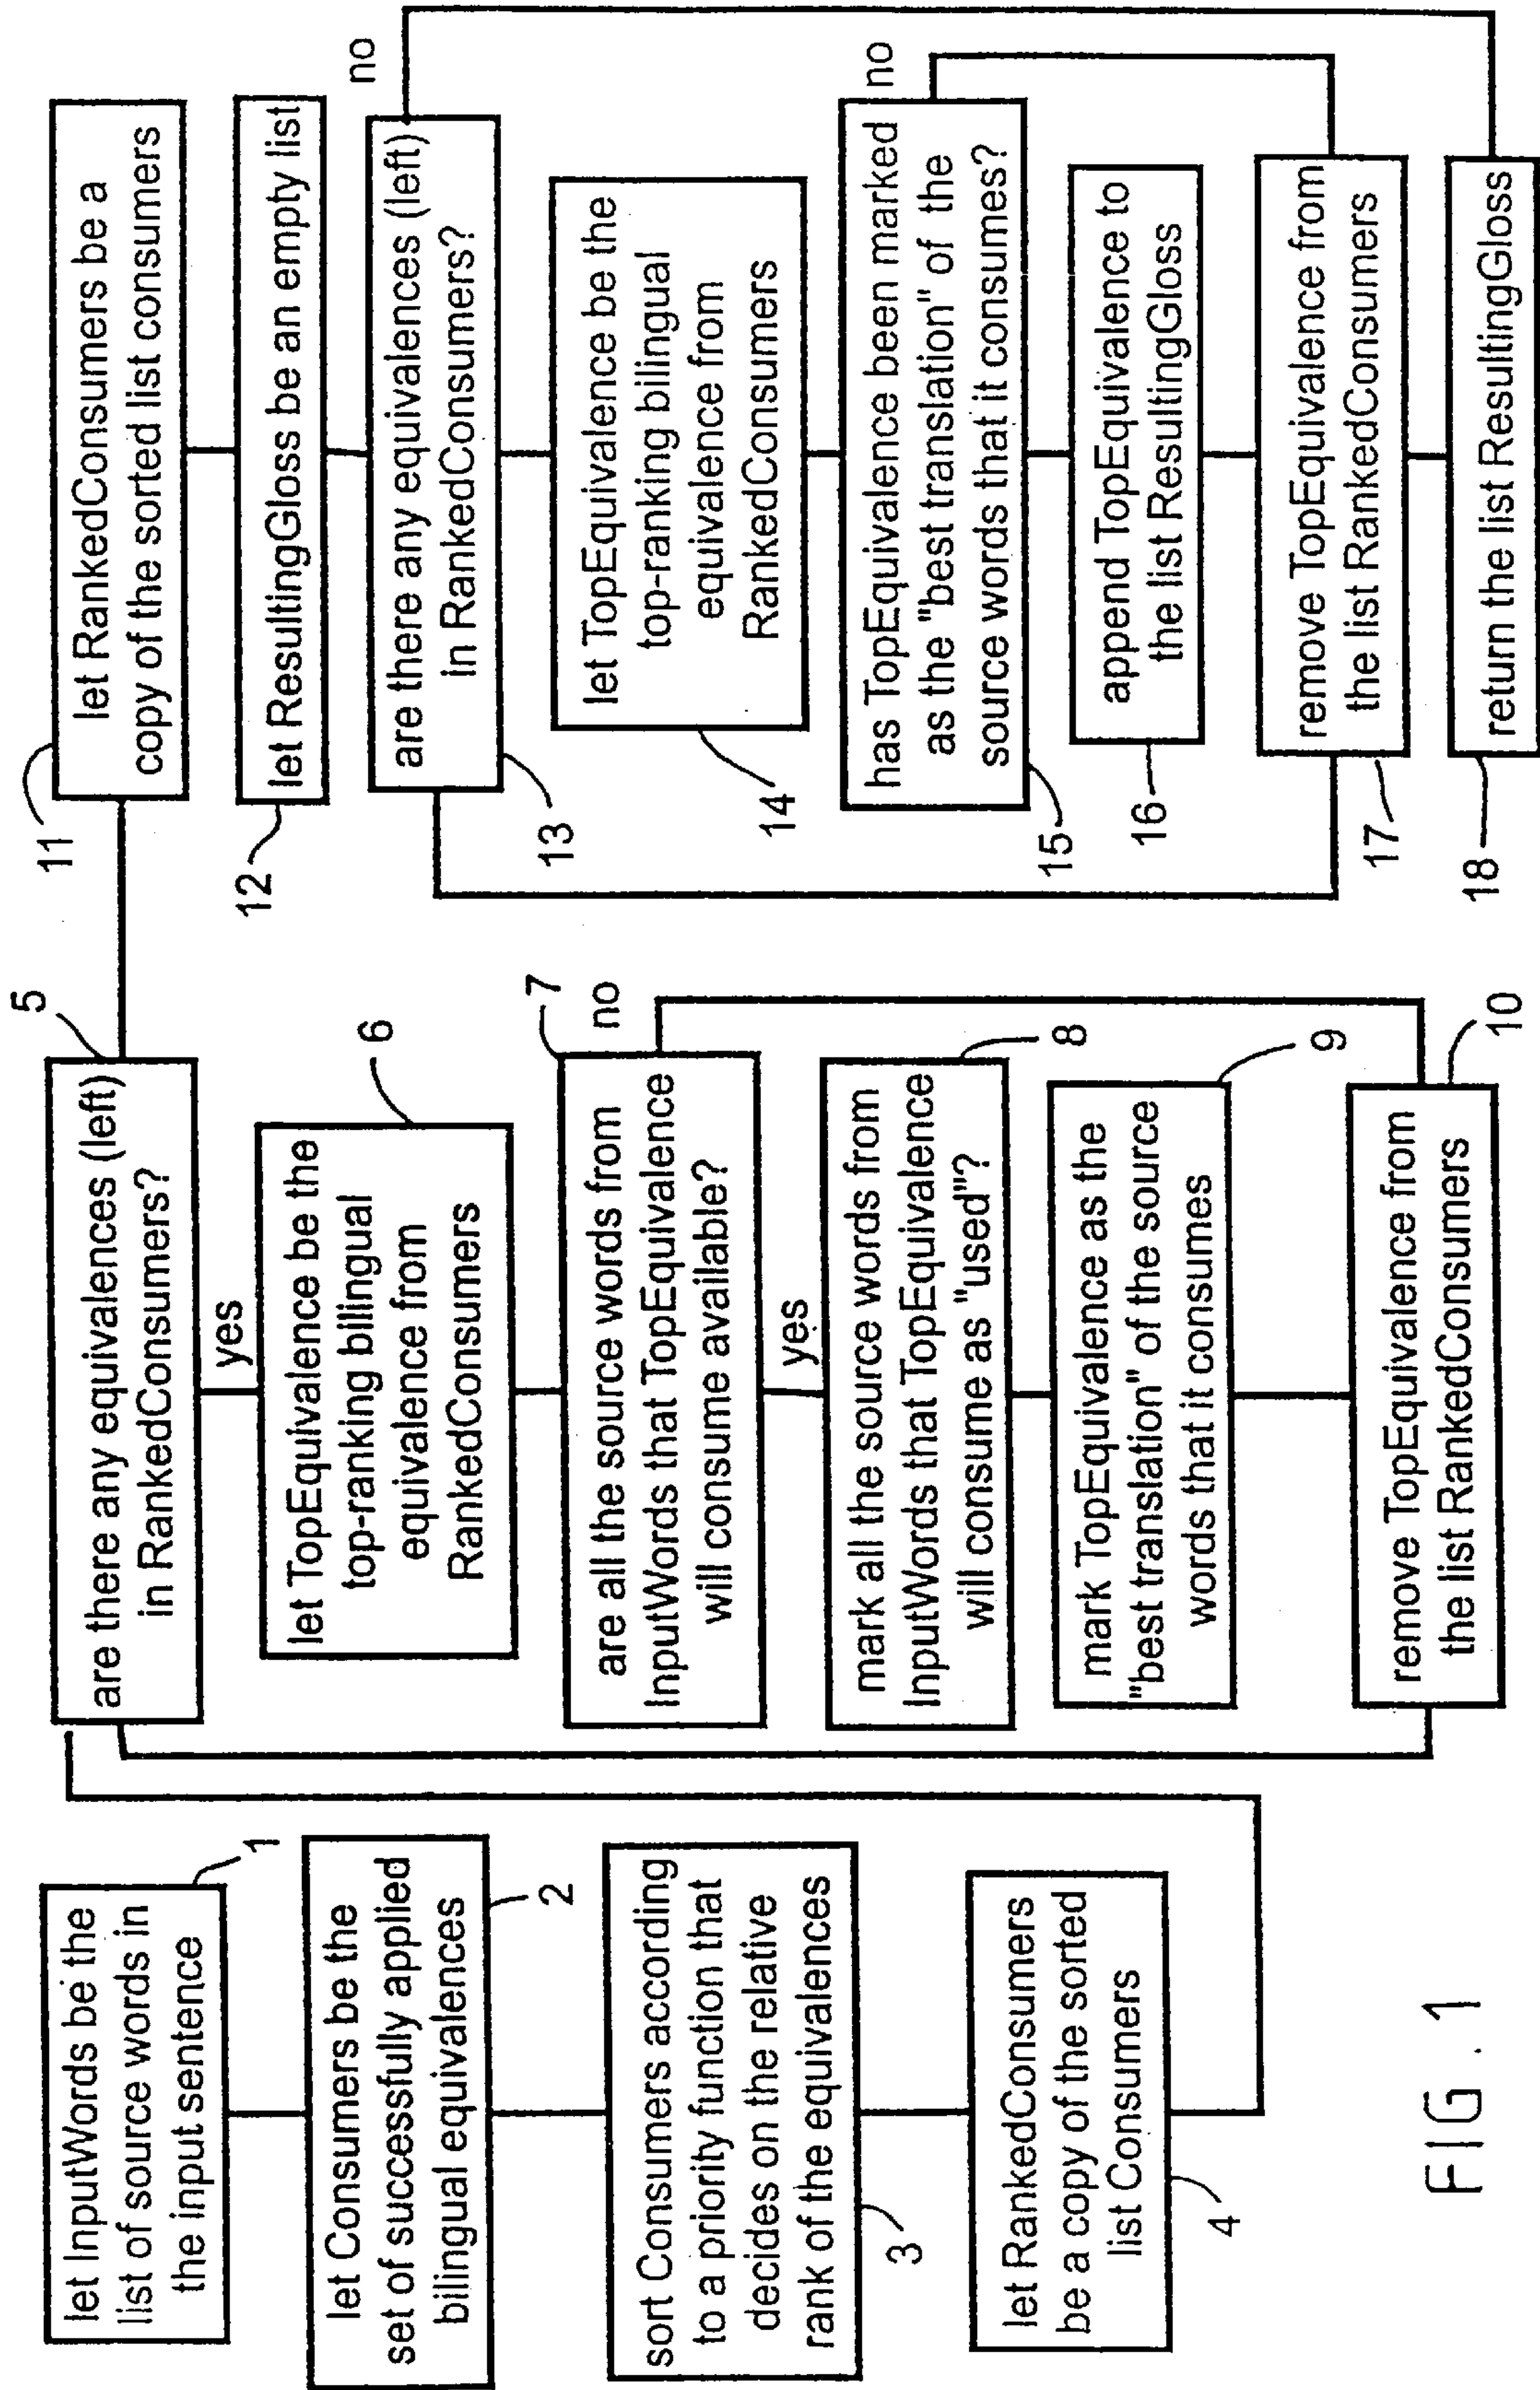 let InputWords be the
list of source words in
the input sentence
1
let Consumers be the
set of successfully applied
billingual equivalences
2
sort Consumers according
to a priority function that
decides on the relative
rank of the equivalences
3
let RankedConsumers
be a copy of the sorted
list Consumers
4
5
are there any equivalences (left)
in RankedConsumers?
yes
let TopEquivalence be the
top-ranking billingual
equivalence from
RankedConsumers
6
are all the source words from
InputWords that TopEquivalence
will consume available?
7
no
yes
mark all the source words from
InputWords that TopEquivalence
will consume as "used"?
8
mark TopEquivalence as the
"best translation" of the source
words that it consumes
9
remove TopEquivalence from
the list RankedConsumers
10
11
let RankedConsumers be a
copy of the sorted list consumers
12
let ResultingGloss be an empty list
are there any equivalences (left)
in RankedConsumers?
no
13
let TopEquivalence be the
top-ranking billingual
equivalence from
RankedConsumers
14
has TopEquivalence been marked
as the "best translation" of the
source words that it consumes?
no
15
append TopEquivalence to
the list ResultingGloss
16
remove TopEquivalence from
the list RankedConsumers
17
return the list ResultingGloss
18
FIG. 1